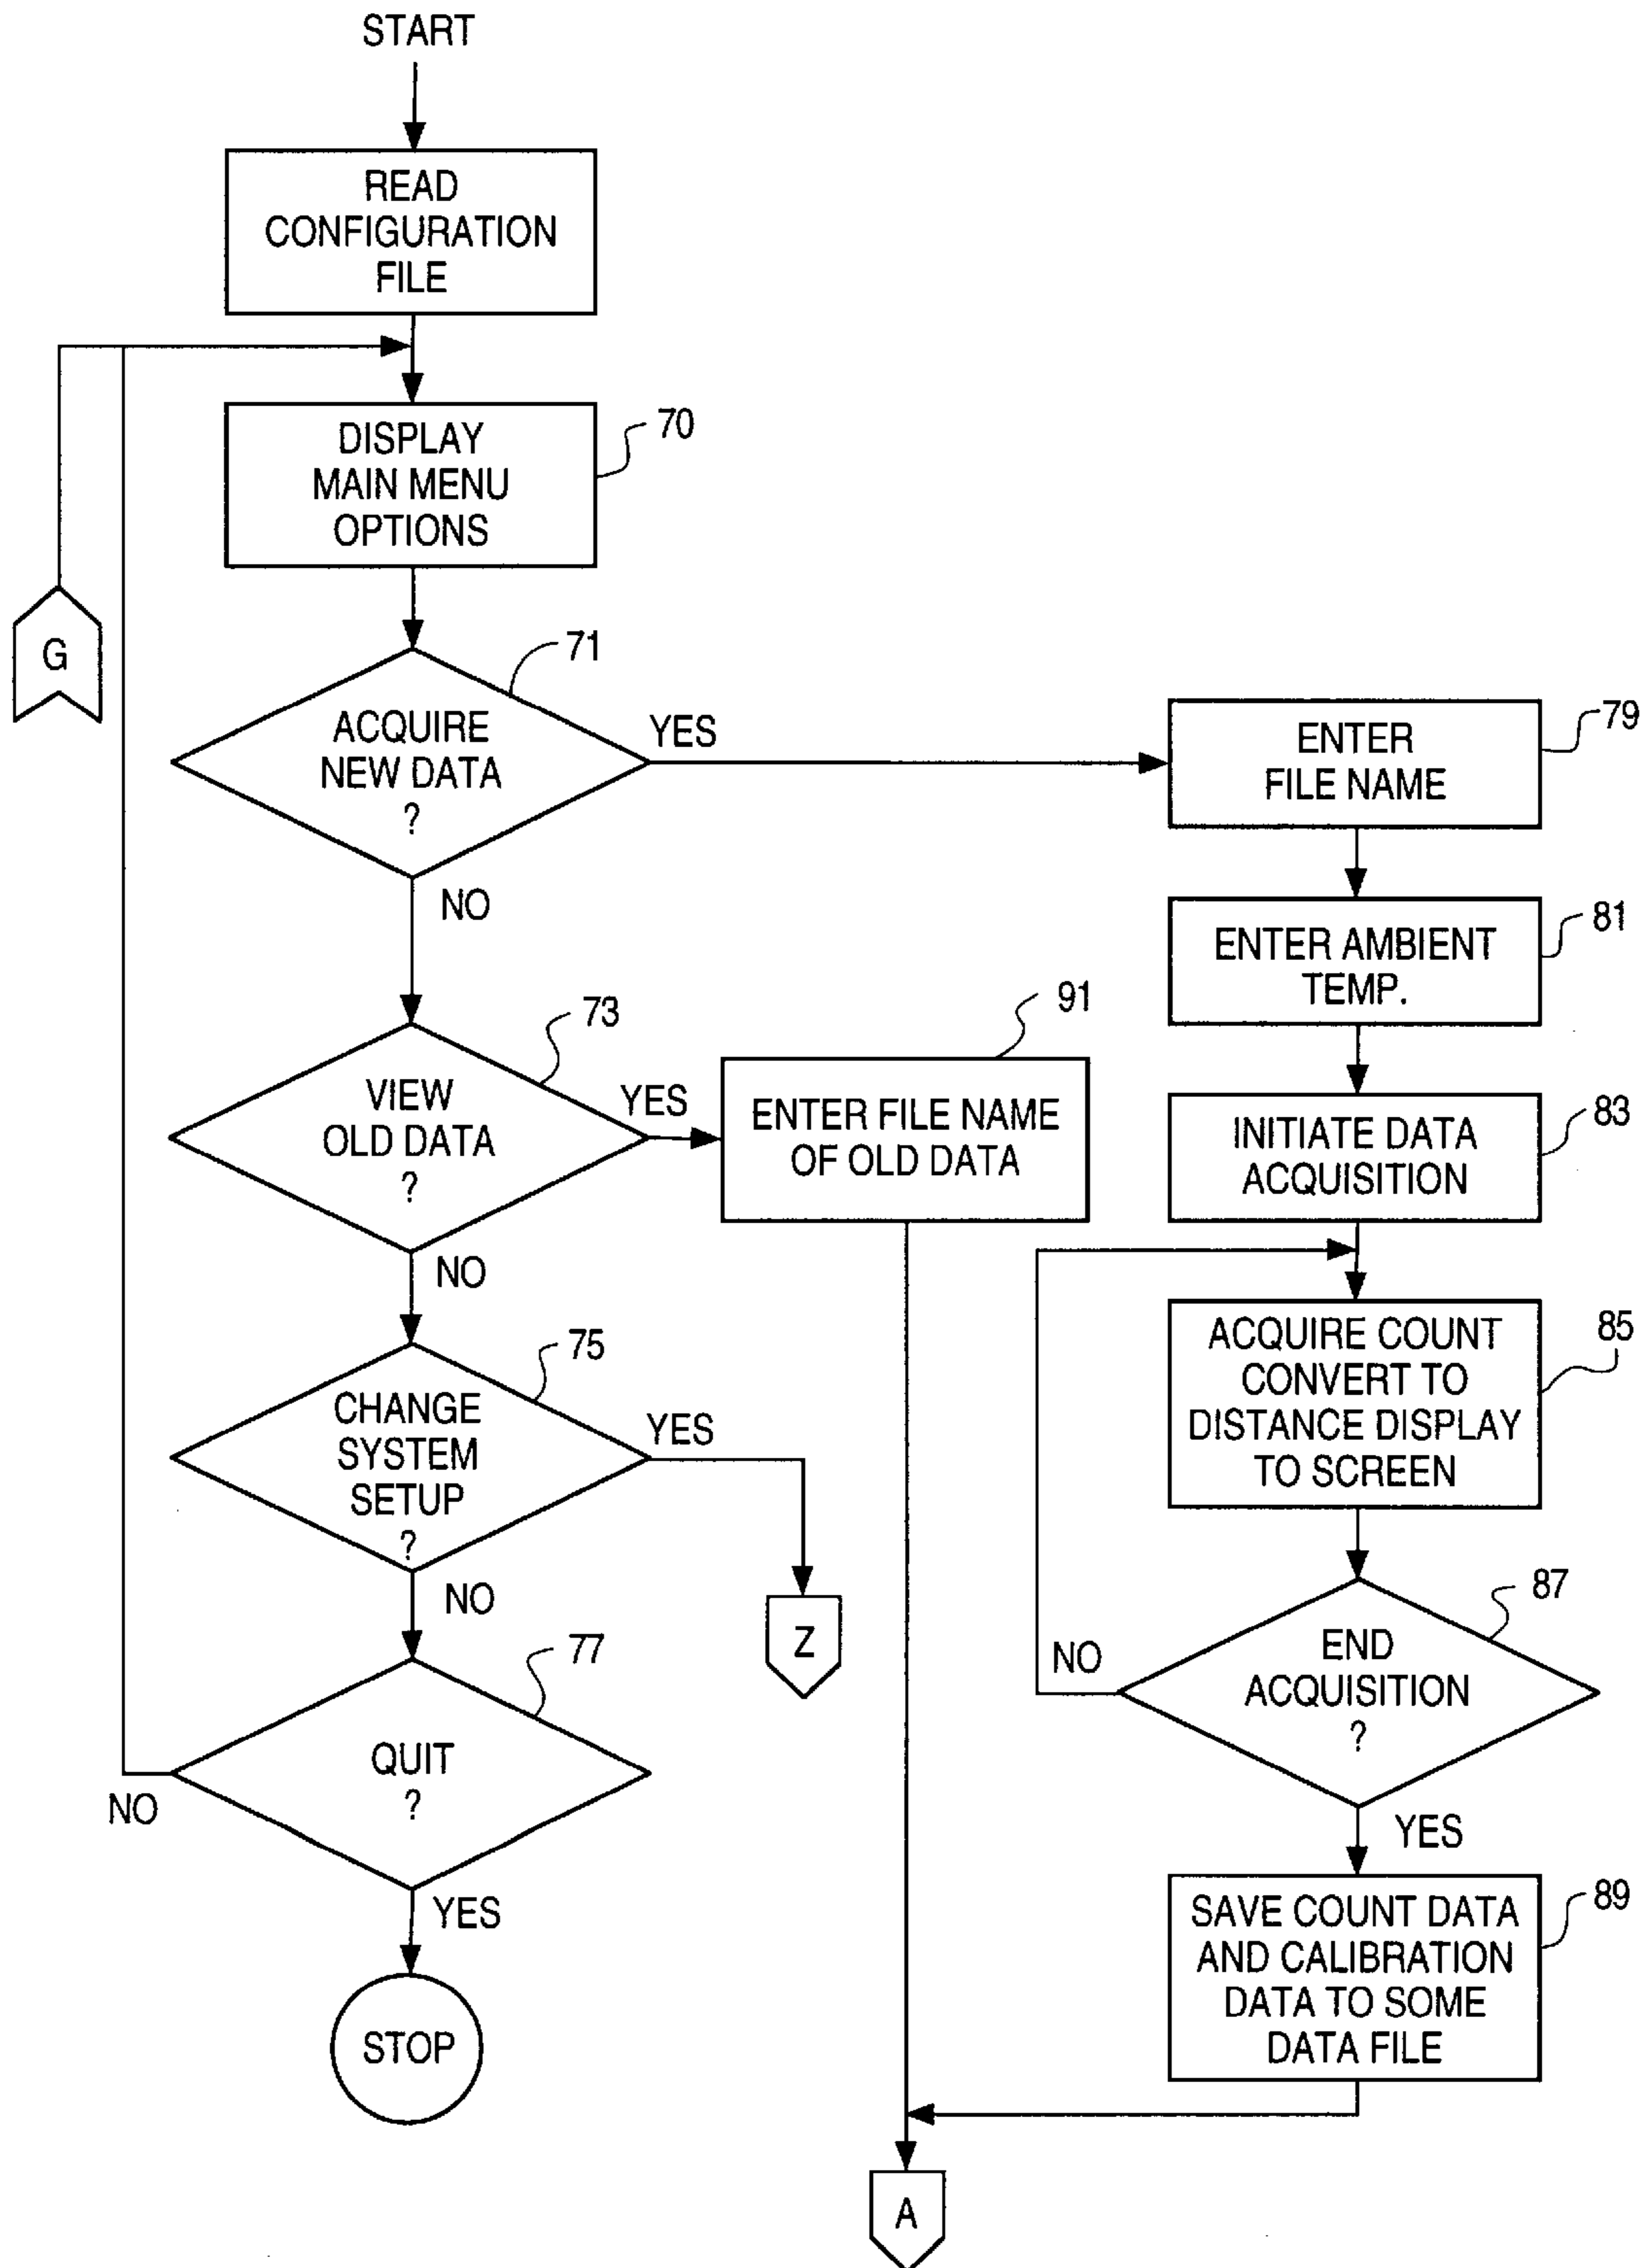 START
READ
CONFIGURATION
FILE
DISPLAY
MAIN MENU
OPTIONS
70
G
71
ACQUIRE
NEW DATA
?
YES
NO
79
ENTER
FILE NAME
81
ENTER AMBIENT
TEMP.
73
VIEW
OLD DATA
?
YES
NO
91
ENTER FILE NAME
OF OLD DATA
83
INITIATE DATA
ACQUISITION
75
CHANGE
SYSTEM
SETUP
?
YES
NO
Z
85
ACQUIRE COUNT
CONVERT TO
DISTANCE DISPLAY
TO SCREEN
77
QUIT
?
NO
YES
STOP
87
END
ACQUISITION
?
NO
YES
89
SAVE COUNT DATA
AND CALIBRATION
DATA TO SOME
DATA FILE
A